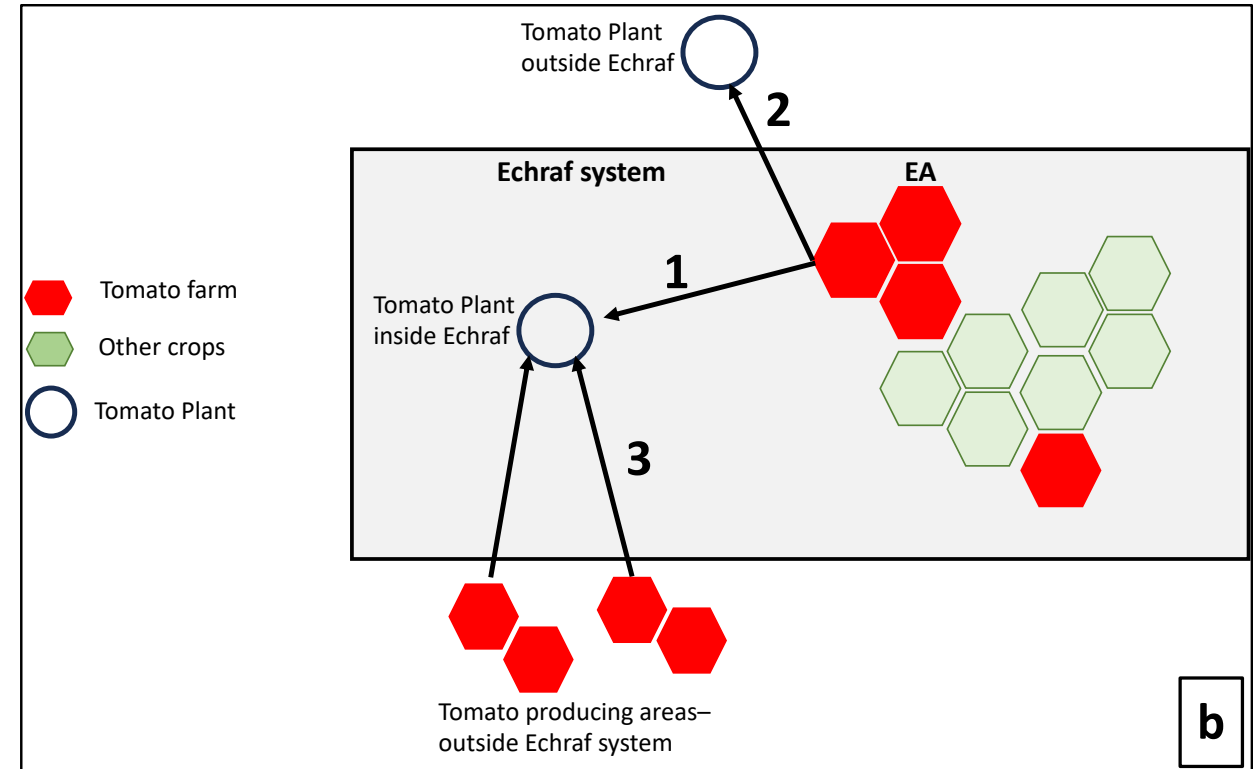 Tomato Plant
outside Echraf
2
Echraf system
EA
1
Tomato Plant
inside Echraf
Tomato farm
Other crops
Tomato Plant
3
Tomato producing areas–
outside Echraf system
b